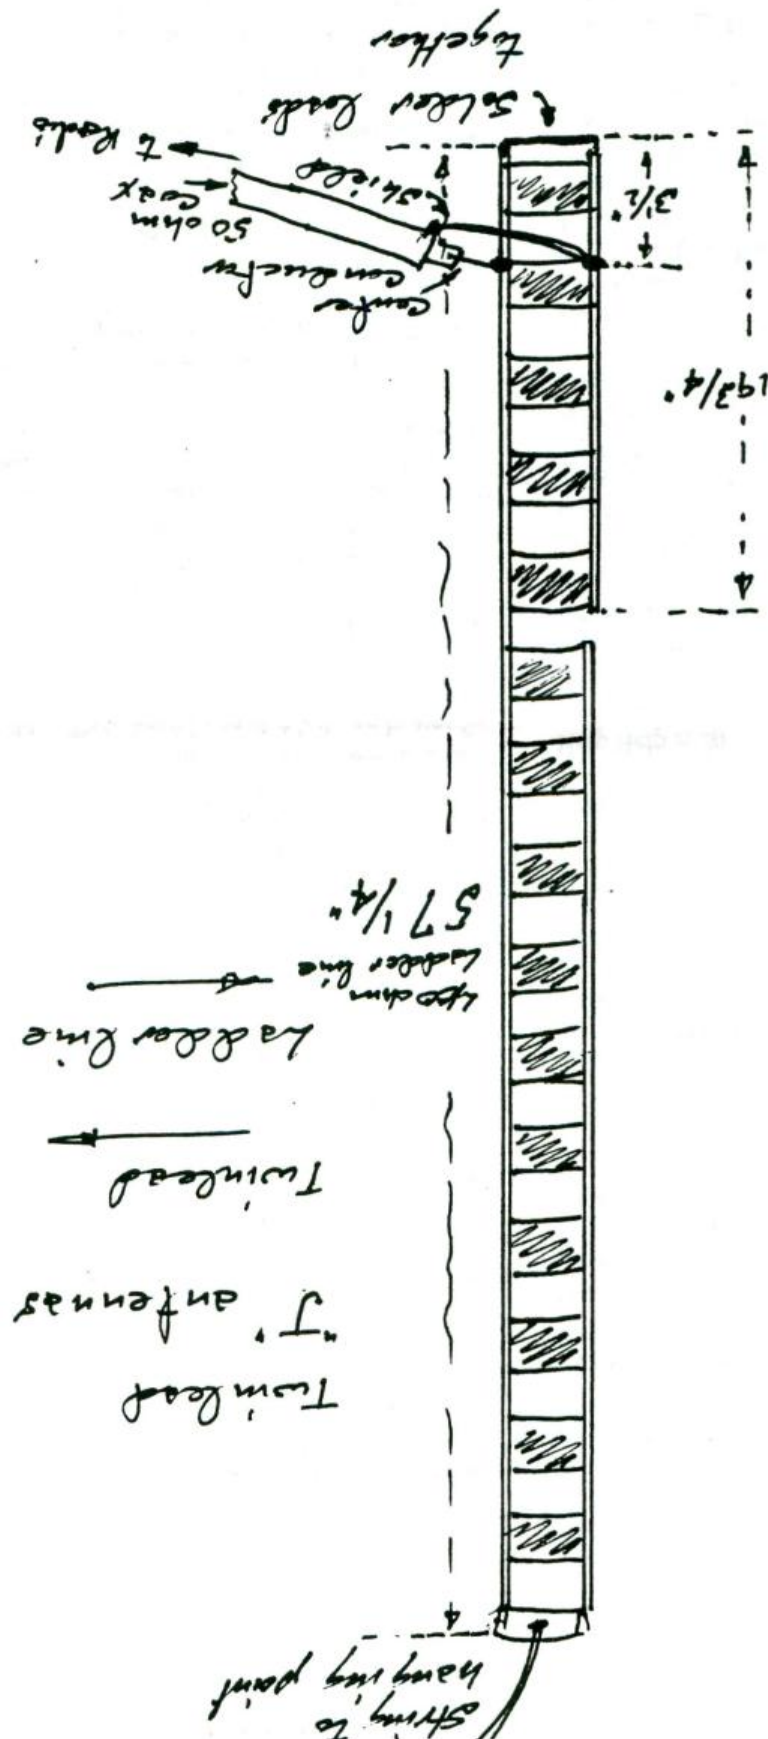 String, to
hanging point
Twinlead
"J" antennas
Twinlead
Ladder line
450 ohm
Ladder line
57 1/4"
19 3/4"
Center
Conductor
50 ohm
Coax
Shield
3 1/2"
to Radio
Solder leads
together